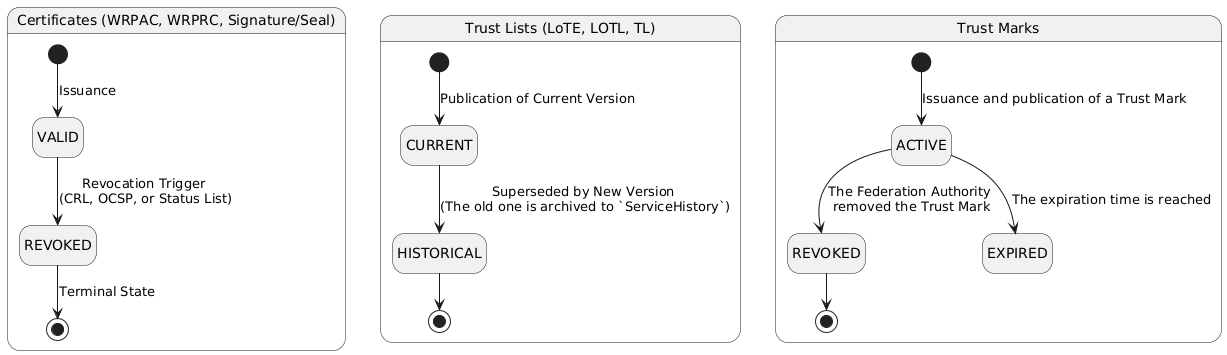 Certificates (WRPAC, WRPRC, Signature/Seal)
Issuance
VALID
Revocation Trigger
(CRL, OCSP, or Status List)
REVOKED
Terminal State
Trust Lists (LoTE, LOTL, TL)
Publication of Current Version
CURRENT
Superseded by New Version
(The old one is archived to `ServiceHistory`)
HISTORICAL
Trust Marks
Issuance and publication of a Trust Mark
ACTIVE
The Federation Authority
removed the Trust Mark
The expiration time is reached
REVOKED
EXPIRED